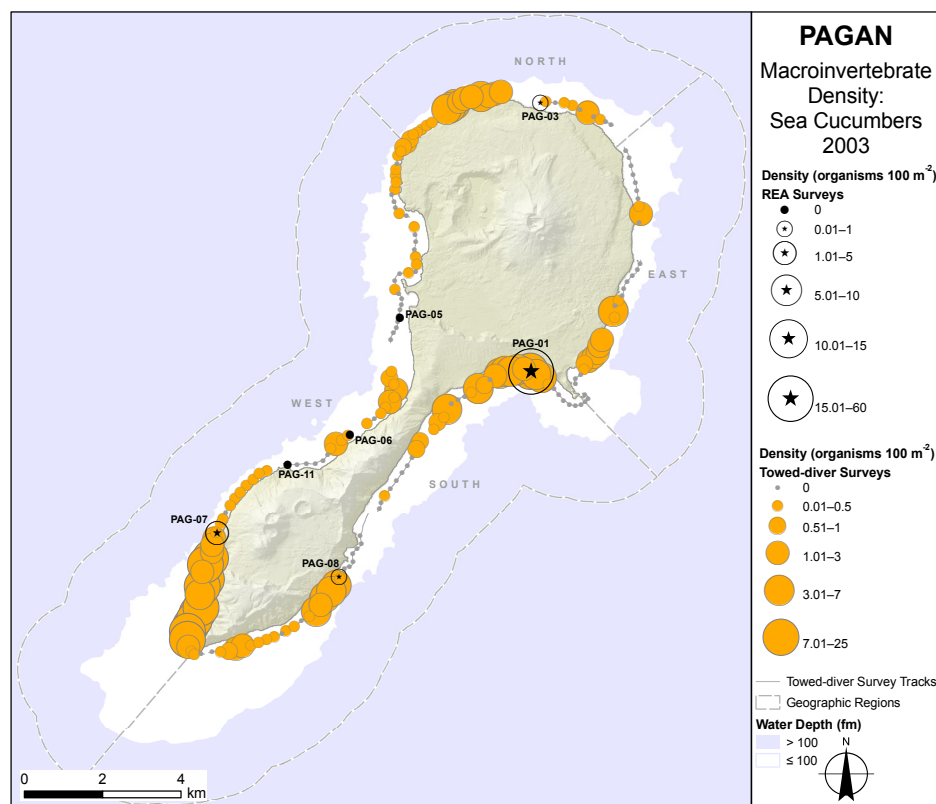 NORTH
PAG-03
EAST
PAG-05
PAG-01
WEST
PAG-06
PAG-11
SOUTH
PAG-07
PAG-08
0 2 4
km
PAGAN
Macroinvertebrate
Density:
Sea Cucumbers
2003
Density (organisms 100 m-2)
REA Surveys
0
0.01–1
1.01–5
5.01–10
10.01–15
15.01–60
Density (organisms 100 m-2)
Towed-diver Surveys
0
0.01–0.5
0.51–1
1.01–3
3.01–7
7.01–25
Towed-diver Survey Tracks
Geographic Regions
Water Depth (fm)
> 100
≤ 100
N